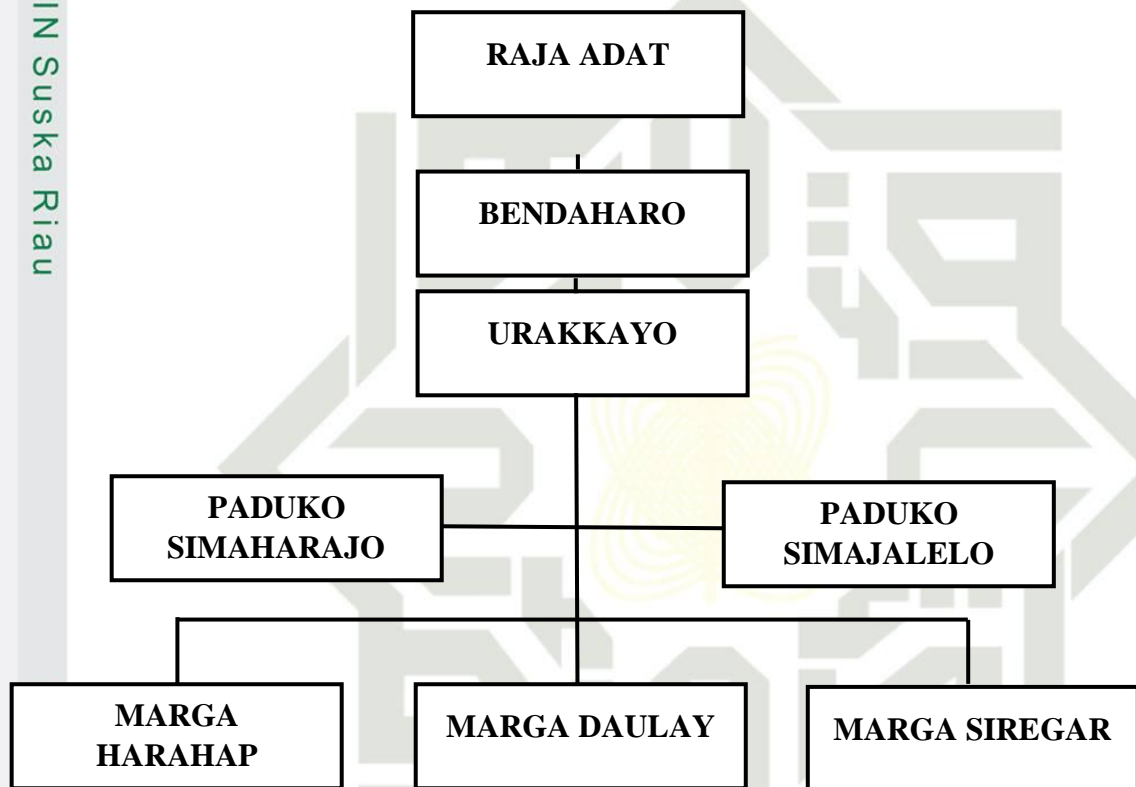 IN Suska Riau
RAJA ADAT
BENDAHARO
URAKKAYO
PADUKO
SIMAHARAJO
PADUKO
SIMAJALELO
MARGA
HARAHAP
MARGA DAULAY
MARGA SIREGAR